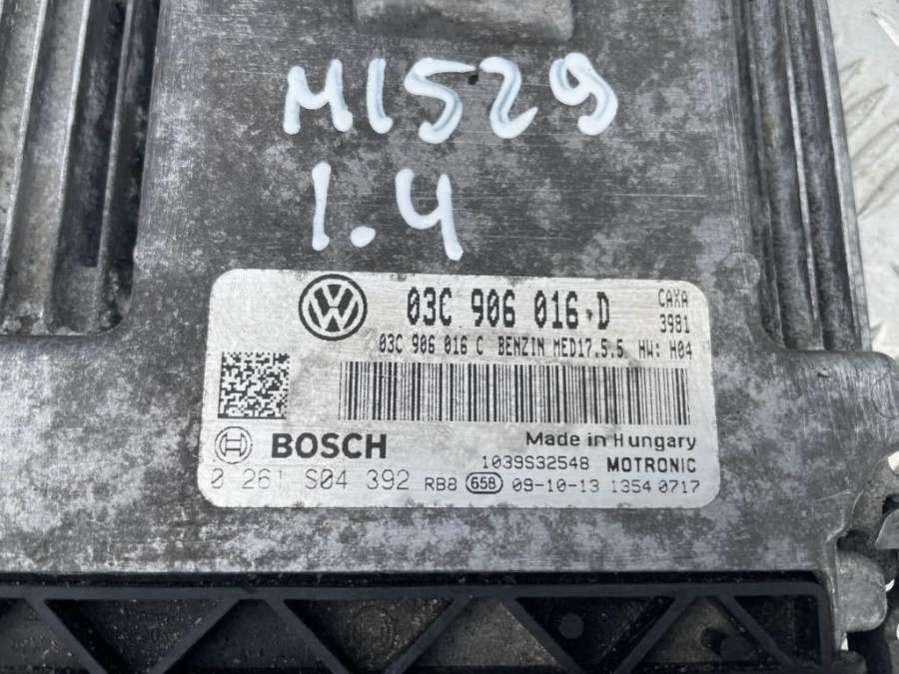 M1529
1.4
03C 906 016 D CAXA
3981
03C 906 016 C BENZIN MED17.5.5 HW: H04
BOSCH Made in Hungary
1039S32548 MOTRONIC
0 261 S04 392 RB8 658 09-10-13 1354 0717